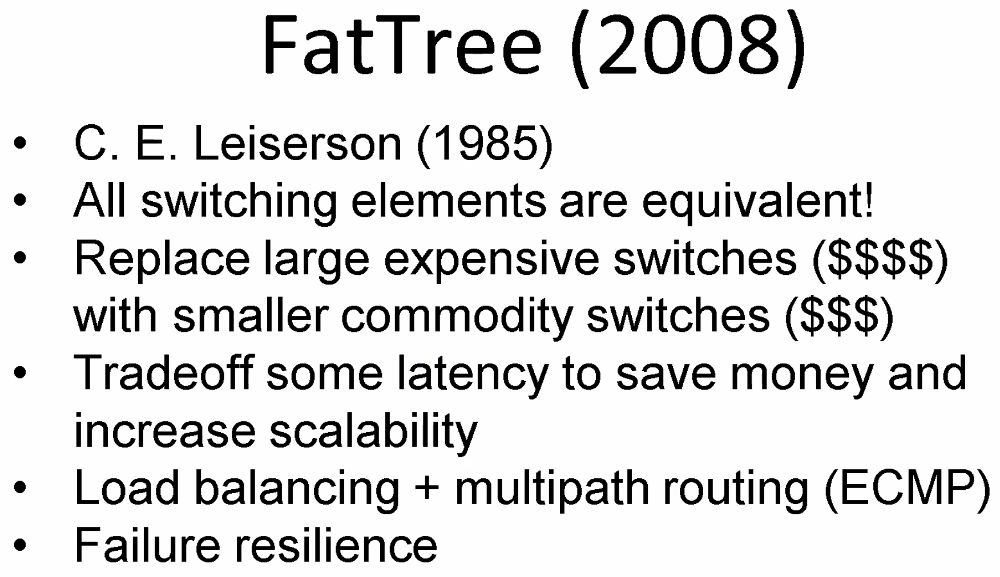 FatTree (2008)
• C. E. Leiserson (1985)
• All switching elements are equivalent!
• Replace large expensive switches ($$$$)
with smaller commodity switches ($$$)
• Tradeoff some latency to save money and
increase scalability
• Load balancing + multipath routing (ECMP)
• Failure resilience